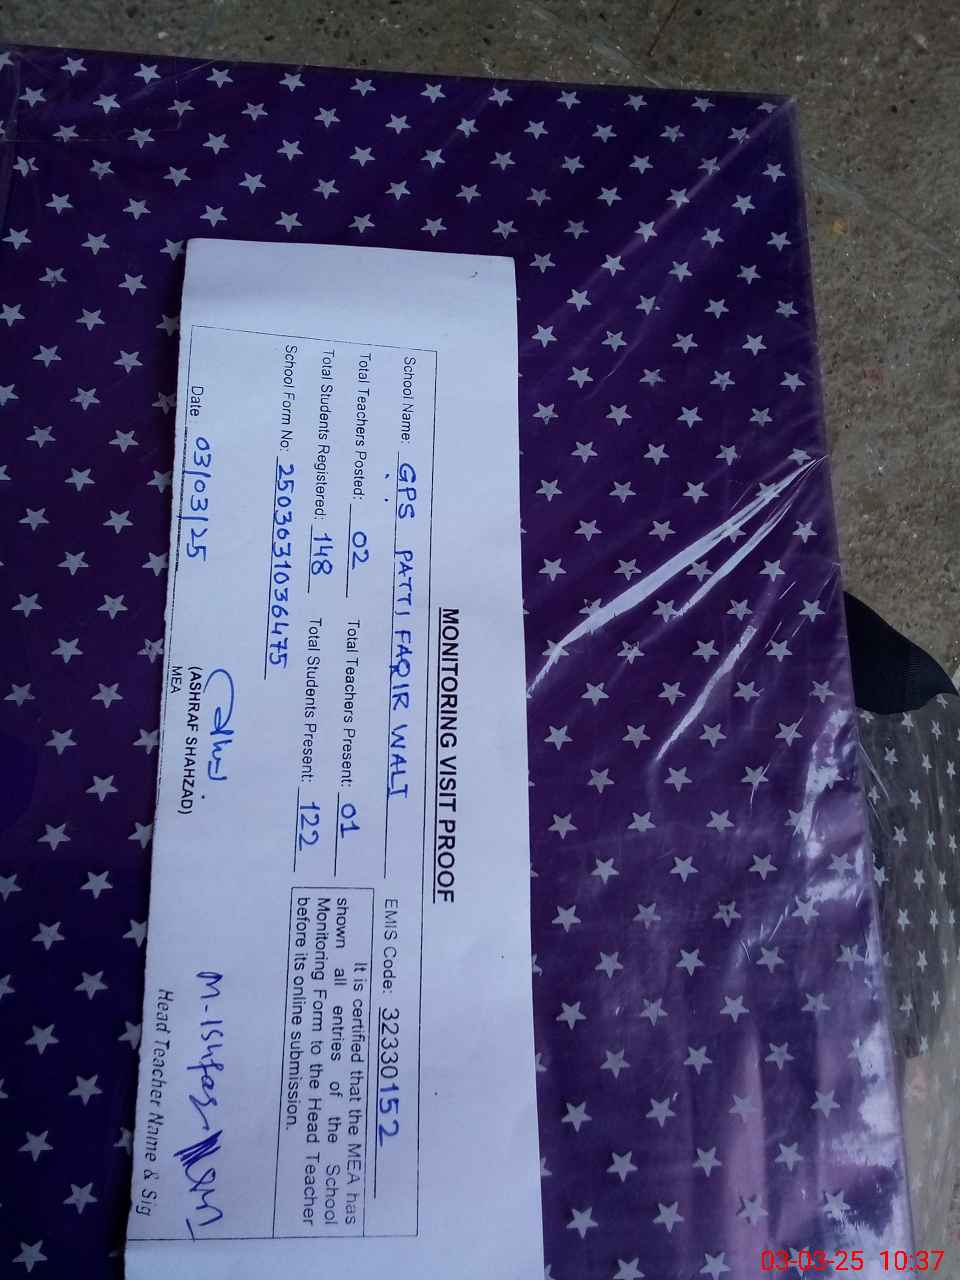 MONITORING VISIT PROOF
School Name: GPS PATTI FAQIR WALI EMIS Code: 32330152
Total Teachers Posted: 02 Total Teachers Present: 01
Total Students Registered: 148 Total Students Present: 122
School Form No: 2503631036475
It is certified that the MEA has
shown all entries of the School
Monitoring Form to the Head Teacher
before its online submission.
Date: 03/03/25
(ASHRAF SHAHZAD)
MEA
M-Ishfaq
Head Teacher Name & Sig
03-03-25 10:37